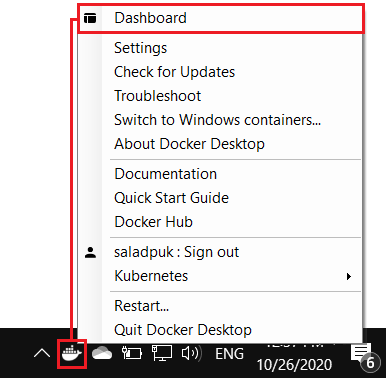 Dashboard
Settings
Check for Updates
Troubleshoot
Switch to Windows containers...
About Docker Desktop
Documentation
Quick Start Guide
Docker Hub
saladpuk : Sign out
Kubernetes
Restart...
Quit Docker Desktop
ENG
10/26/2020
6